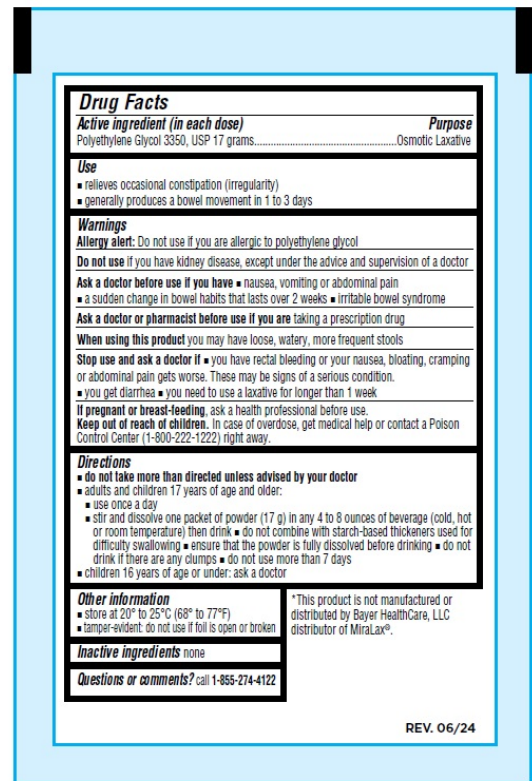 Drug Facts
Active ingredient (in each dose) Purpose
Polyethylene Glycol 3350, USP 17 grams..................................................Osmotic Laxative
Use
▪ relieves occasional constipation (irregularity)
▪ generally produces a bowel movement in 1 to 3 days
Warnings
Allergy alert: Do not use if you are allergic to polyethylene glycol
Do not use if you have kidney disease, except under the advice and supervision of a doctor
Ask a doctor before use if you have ▪ nausea, vomiting or abdominal pain
▪ a sudden change in bowel habits that lasts over 2 weeks ▪ irritable bowel syndrome
Ask a doctor or pharmacist before use if you are taking a prescription drug
When using this product you may have loose, watery, more frequent stools
Stop use and ask a doctor if ▪ you have rectal bleeding or your nausea, bloating, cramping
or abdominal pain gets worse. These may be signs of a serious condition.
▪ you get diarrhea ▪ you need to use a laxative for longer than 1 week
If pregnant or breast-feeding, ask a health professional before use.
Keep out of reach of children. In case of overdose, get medical help or contact a Poison
Control Center (1-800-222-1222) right away.
Directions
▪ do not take more than directed unless advised by your doctor
▪ adults and children 17 years of age and older:
▪ use once a day
▪ stir and dissolve one packet of powder (17 g) in any 4 to 8 ounces of beverage (cold, hot
or room temperature) then drink ▪ do not combine with starch-based thickeners used for
difficulty swallowing ▪ ensure that the powder is fully dissolved before drinking ▪ do not
drink if there are any clumps ▪ do not use more than 7 days
▪ children 16 years of age or under: ask a doctor
Other information
▪ store at 20° to 25°C (68° to 77°F)
▪ tamper-evident: do not use if foil is open or broken
Inactive ingredients none
Questions or comments? call 1-855-274-4122
*This product is not manufactured or
distributed by Bayer HealthCare, LLC
distributor of MiraLax®.
REV. 06/24